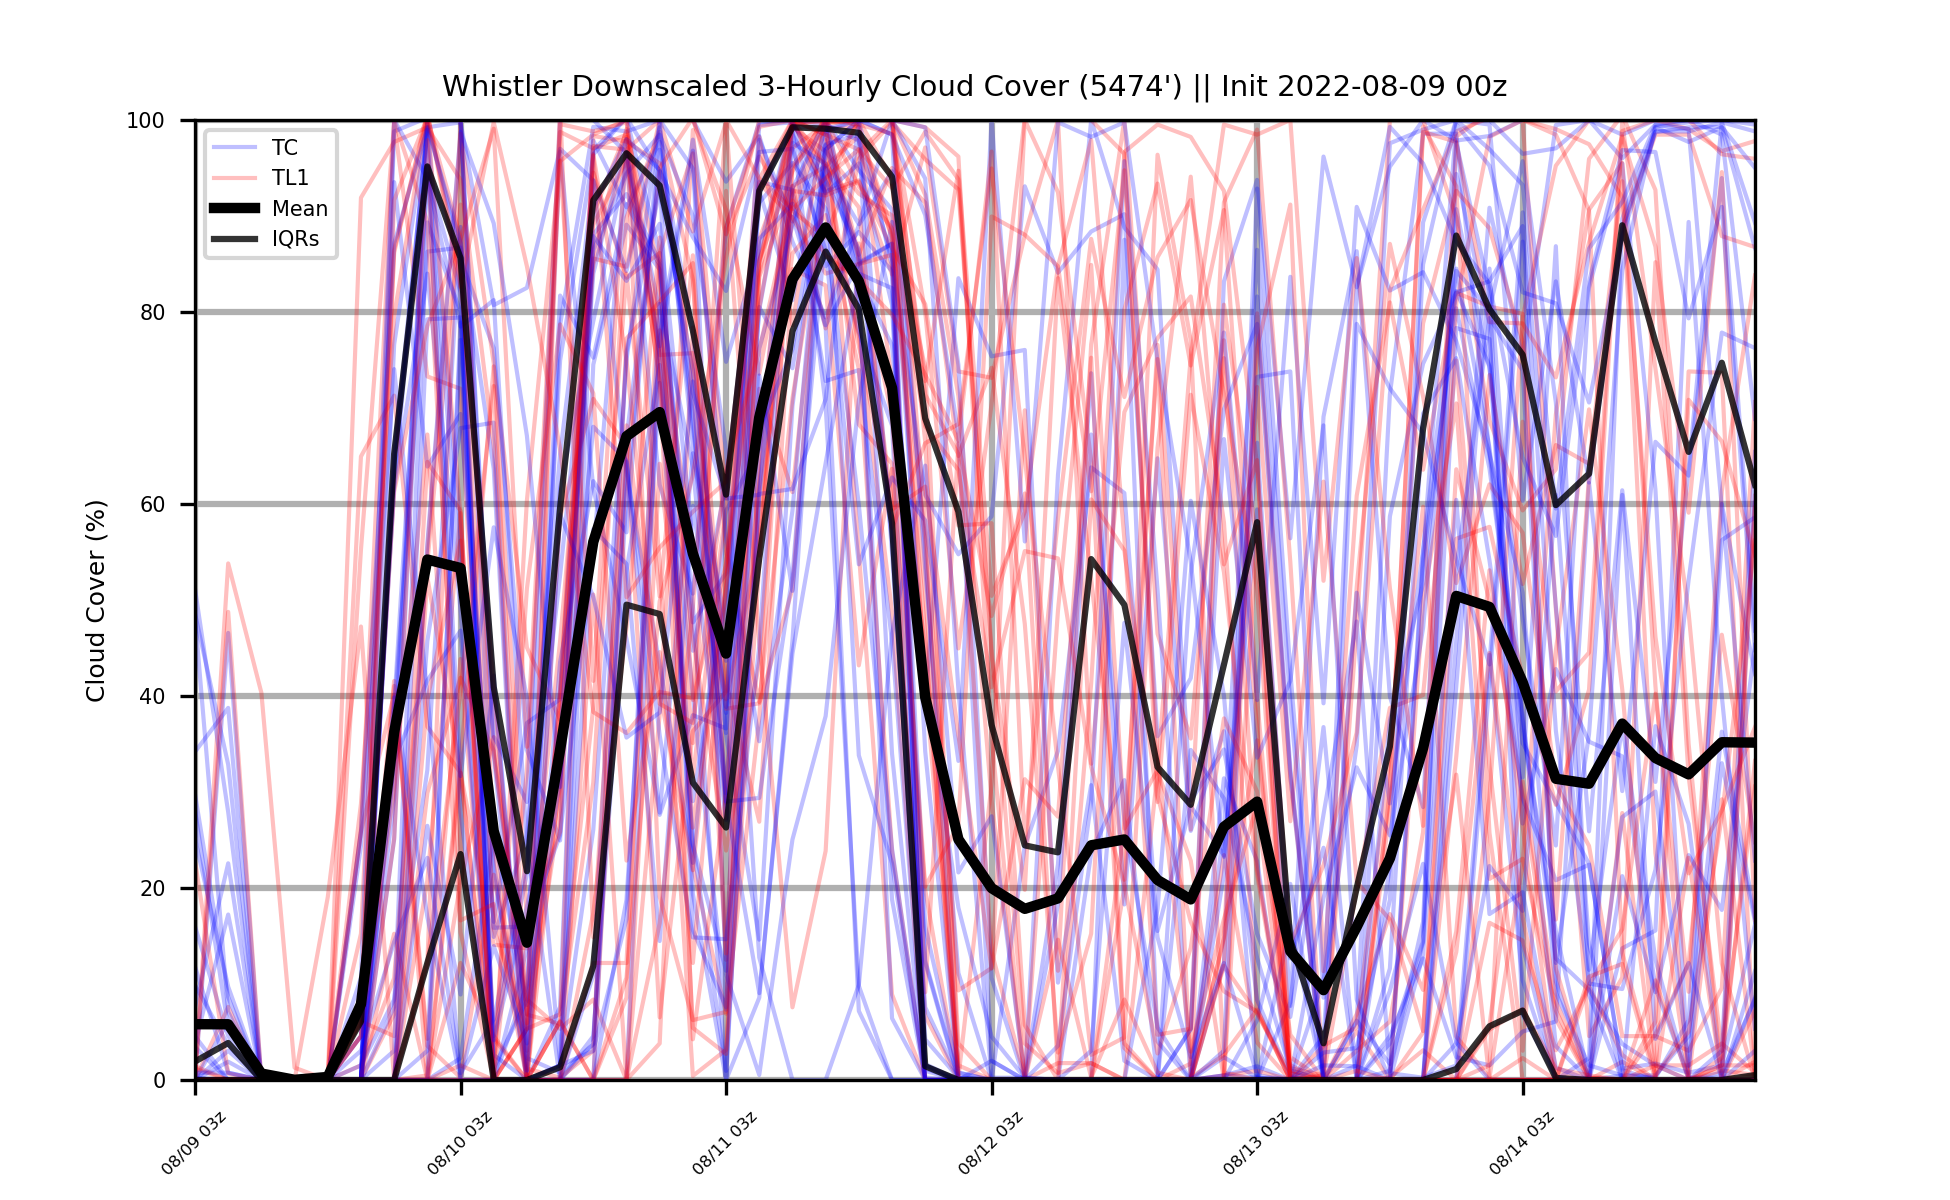 Whistler Downscaled 3-Hourly Cloud Cover (5474') || Init 2022-08-09 00z
TC
TL1
Mean
IQRs
Cloud Cover (%)
100
80
60
40
20
0
08/09 03z
08/10 03z
08/11 03z
08/12 03z
08/13 03z
08/14 03z